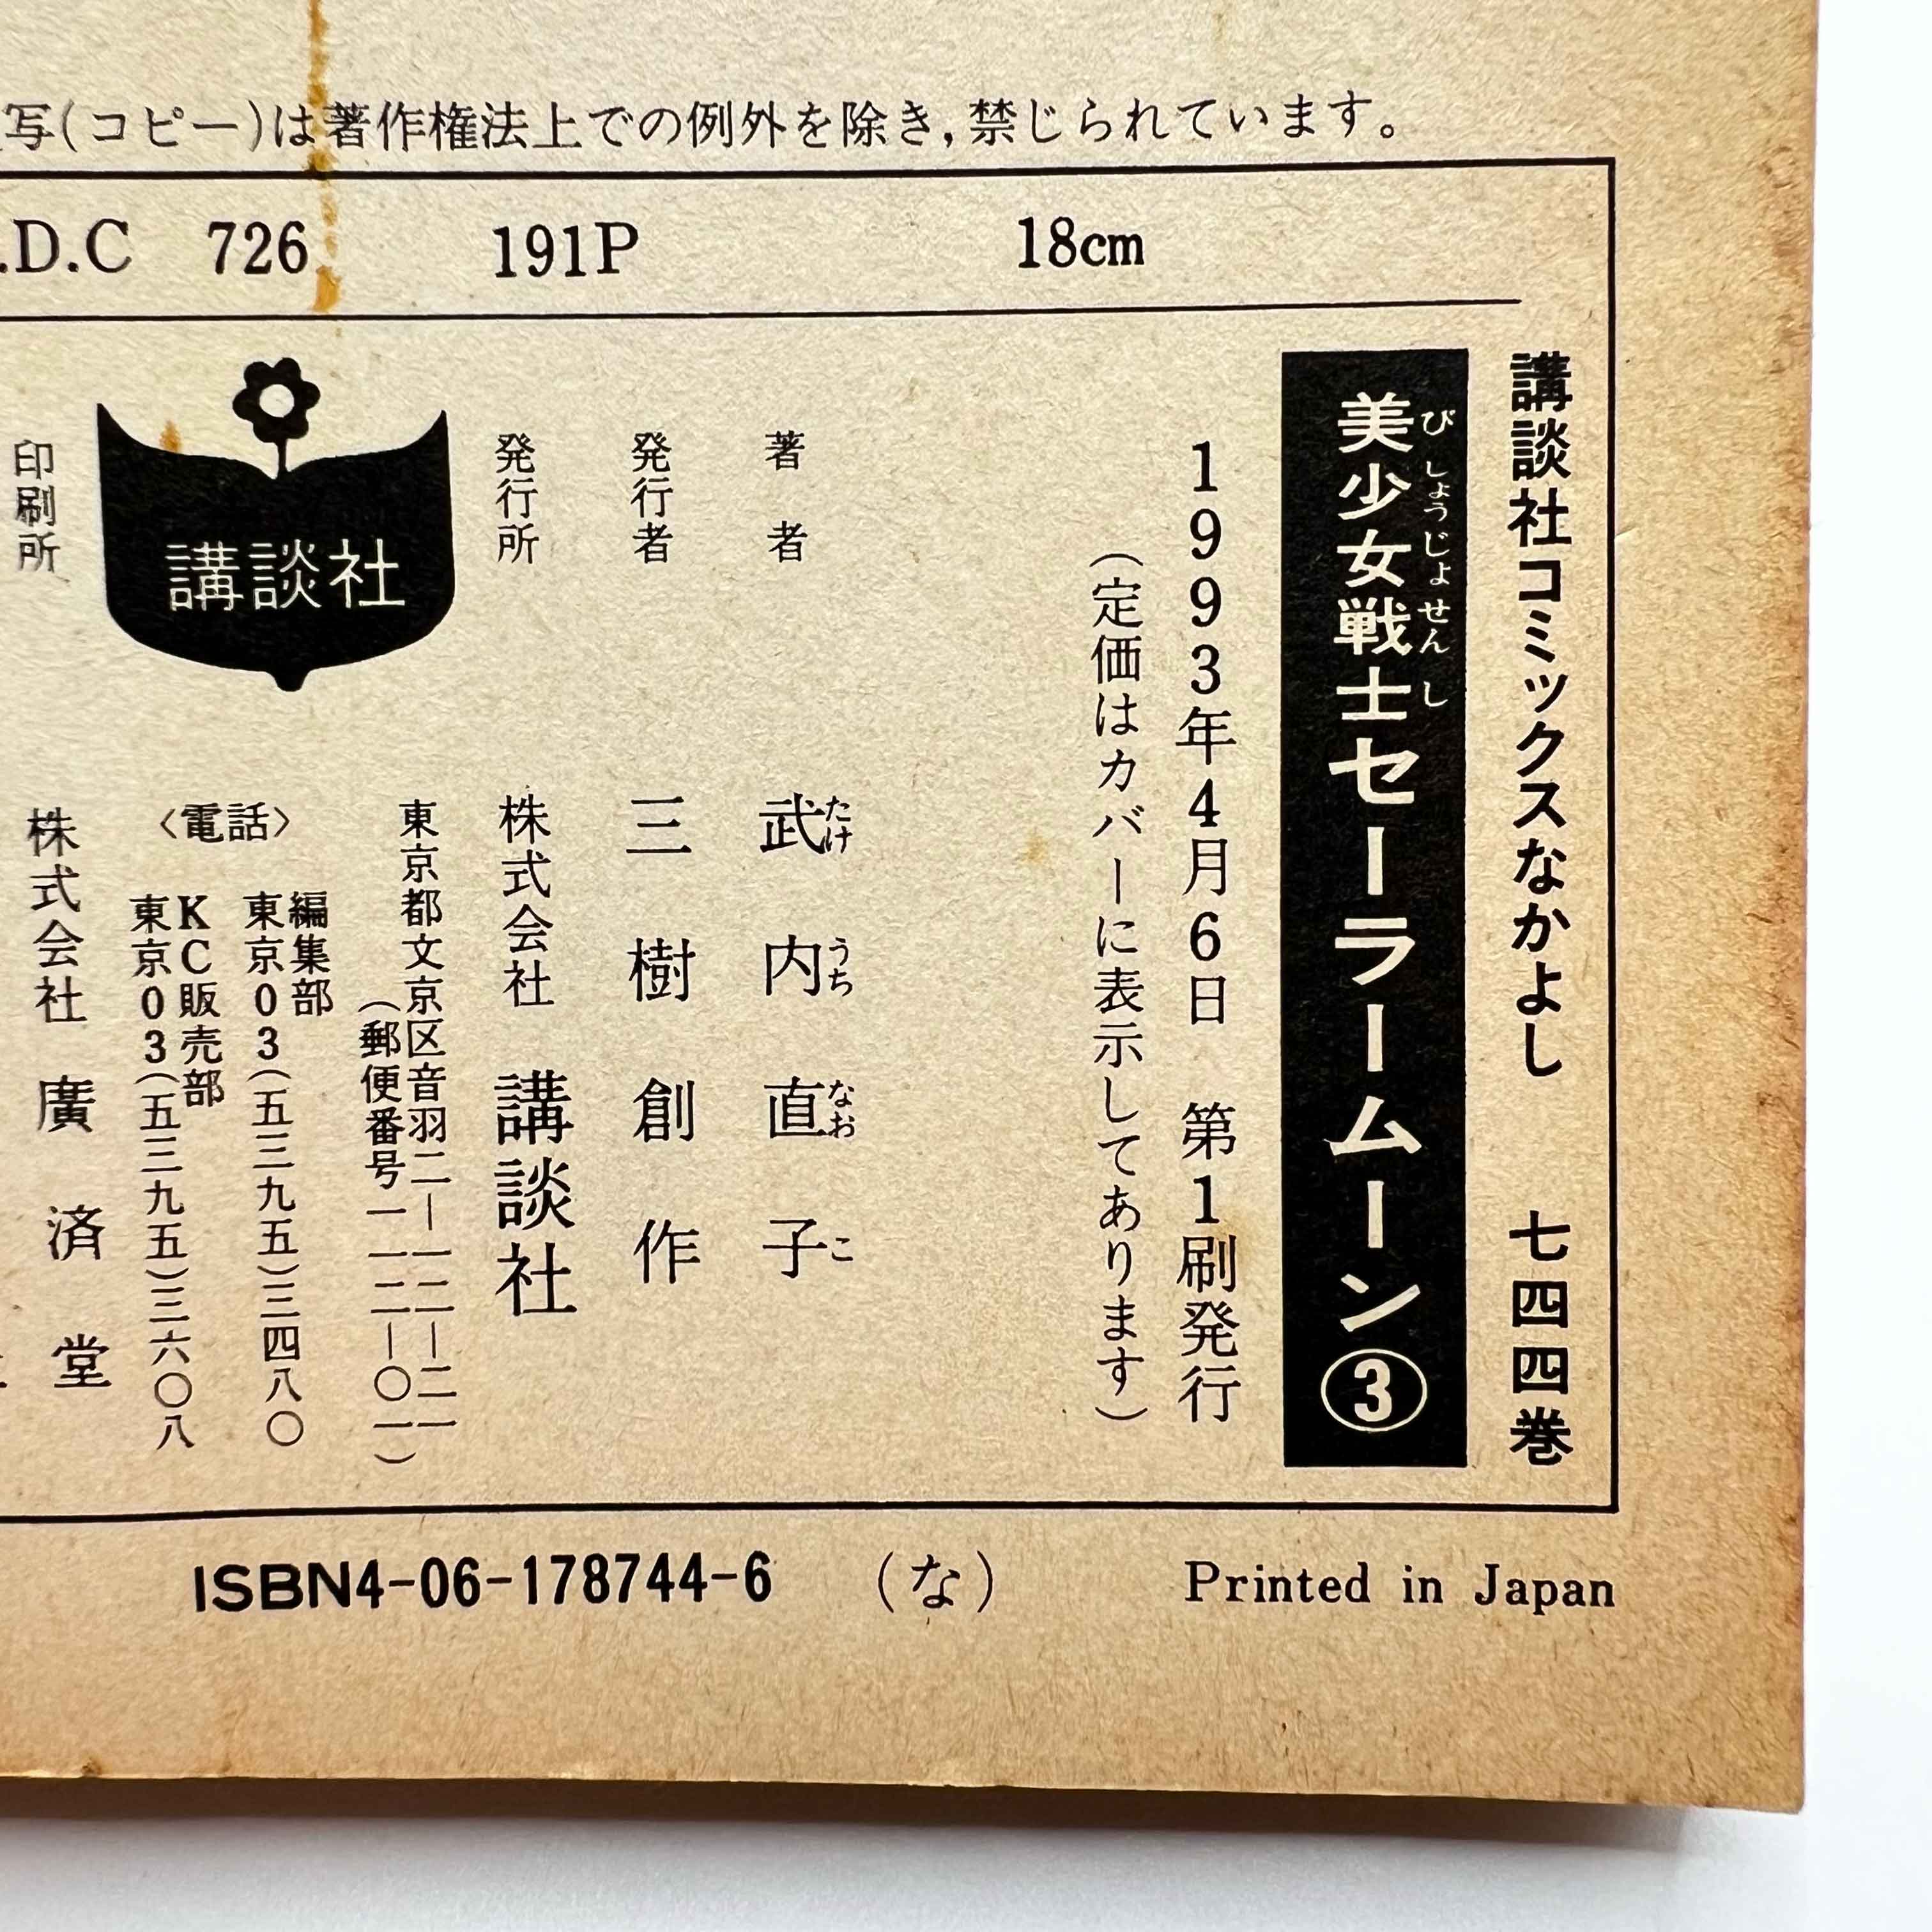 写(コピー)は著作権法上での例外を除き,禁じられています。
.D.C 726 191P 18cm
講談社コミックスなかよし 七四四巻
美少女戦士セーラームーン③
びしょうじょせんし
1993年4月6日 第1刷発行
(定価はカバーに表示してあります)
著者 武内直子
たけうちなおこ
発行者 三樹創作
発行所 株式会社 講談社
東京都文京区音羽二―一二―二一
(郵便番号一一二―〇一)
〈電話〉
編集部
東京03(五三九五)三四八〇
KC販売部
東京03(五三九五)三六〇八
講談社
印刷所 株式会社 廣済堂
ISBN4-06-178744-6 (な) Printed in Japan